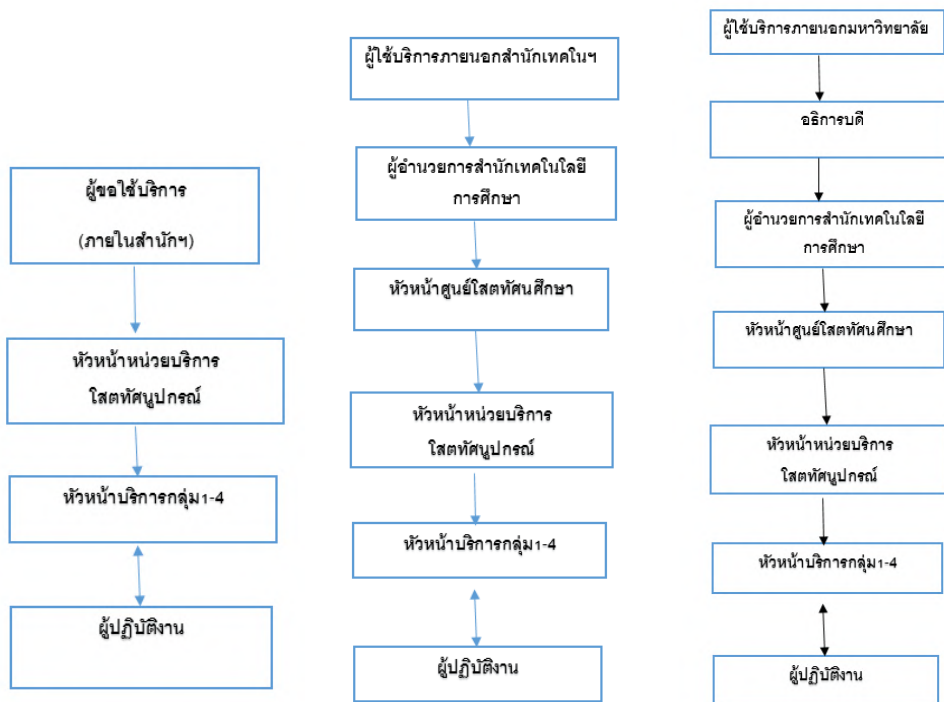 ผู้ขอใช้บริการ
(ภายในสำนักฯ)
หัวหน้าหน่วยบริการ
โสตทัศนูปกรณ์
หัวหน้าบริการกลุ่ม1-4
ผู้ปฏิบัติงาน
ผู้ใช้บริการภายนอกสำนักเทคโนฯ
ผู้อำนวยการสำนักเทคโนโลยี
การศึกษา
หัวหน้าศูนย์โสตทัศนศึกษา
หัวหน้าหน่วยบริการ
โสตทัศนูปกรณ์
หัวหน้าบริการกลุ่ม1-4
ผู้ปฏิบัติงาน
ผู้ใช้บริการภายนอกมหาวิทยาลัย
อธิการบดี
ผู้อำนวยการสำนักเทคโนโลยี
การศึกษา
หัวหน้าศูนย์โสตทัศนศึกษา
หัวหน้าหน่วยบริการ
โสตทัศนูปกรณ์
หัวหน้าบริการกลุ่ม1-4
ผู้ปฏิบัติงาน